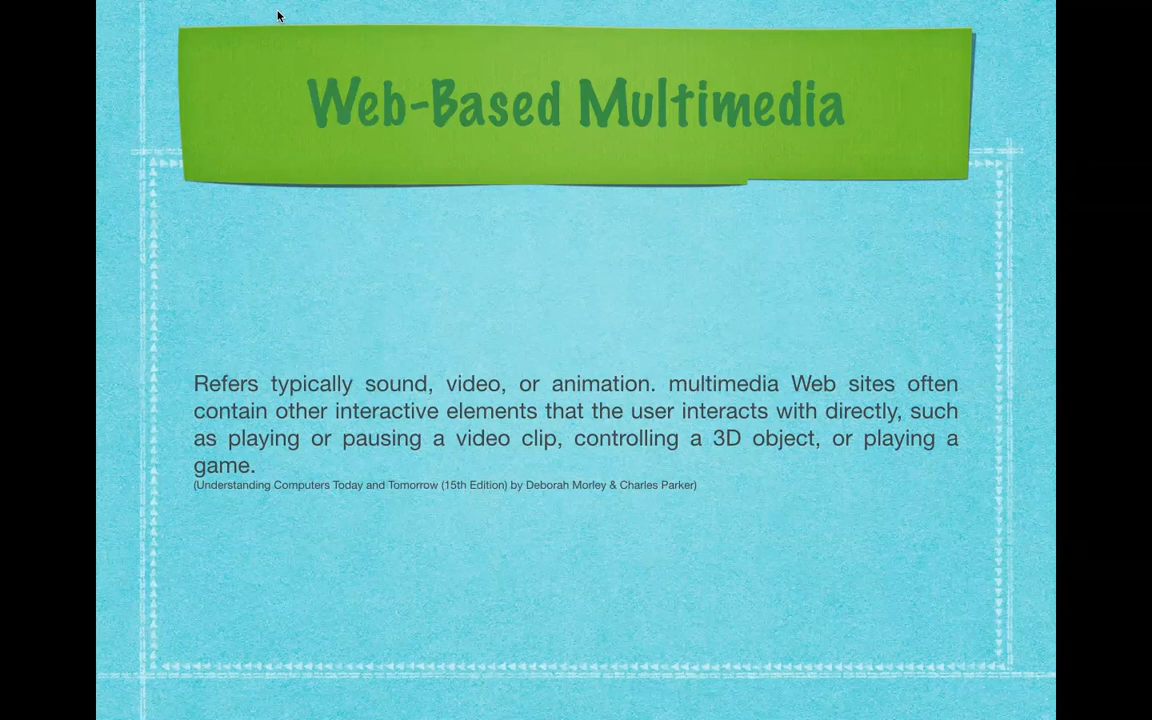 Web-Based Multimedia
Refers typically sound, video, or animation. multimedia Web sites often
contain other interactive elements that the user interacts with directly, such
as playing or pausing a video clip, controlling a 3D object, or playing a
game.
(Understanding Computers Today and Tomorrow (15th Edition) by Deborah Morley & Charles Parker)